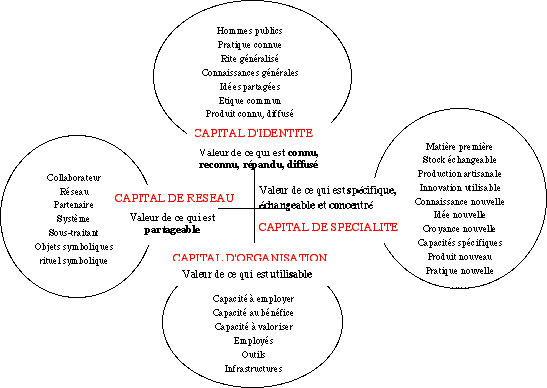 Hommes publics
Pratique connue
Rite généralisé
Connaissances générales
Idées partagées
Etique commun
Produit connu, diffusé
CAPITAL D'IDENTITE
Valeur de ce qui est connu,
reconnu, répandu, diffusé
Collaborateur
Réseau
Partenaire
Système
Sous-traitant
Objets symboliques
rituel symbolique
CAPITAL DE RESEAU
Valeur de ce qui est
partageable
Valeur de ce qui est spécifique,
échangeable et concentré
CAPITAL DE SPECIALITE
Matière première
Stock échangeable
Production artisanale
Innovation utilisable
Connaissance nouvelle
Idée nouvelle
Croyance nouvelle
Capacités spécifiques
Produit nouveau
Pratique nouvelle
......
CAPITAL D'ORGANISATION
Valeur de ce qui est utilisable
Capacité à employer
Capacité au bénéfice
Capacité à valoriser
Employés
Outils
Infrastructures